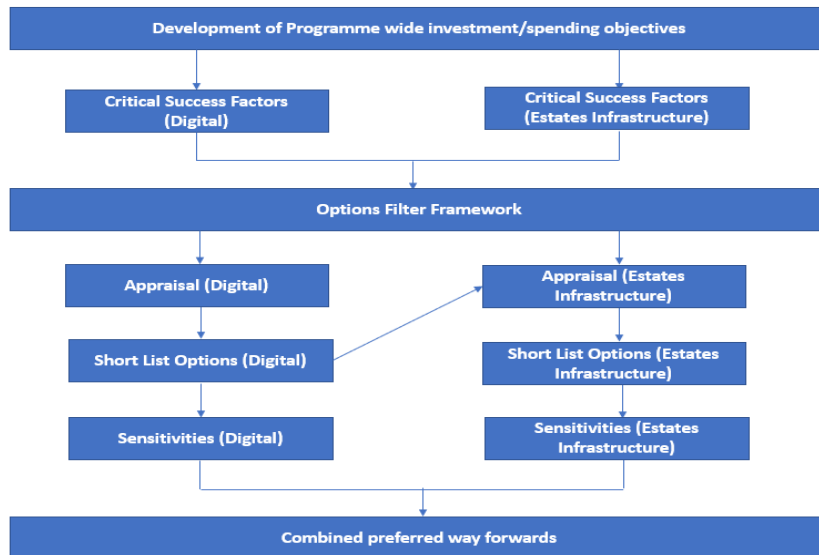 Development of Programme wide investment/spending objectives
Critical Success Factors
(Digital)
Critical Success Factors
(Estates Infrastructure)
Options Filter Framework
Appraisal (Digital)
Appraisal (Estates
Infrastructure)
Short List Options (Digital)
Short List Options (Estates
Infrastructure)
Sensitivities (Digital)
Sensitivities (Estates
Infrastructure)
Combined preferred way forwards